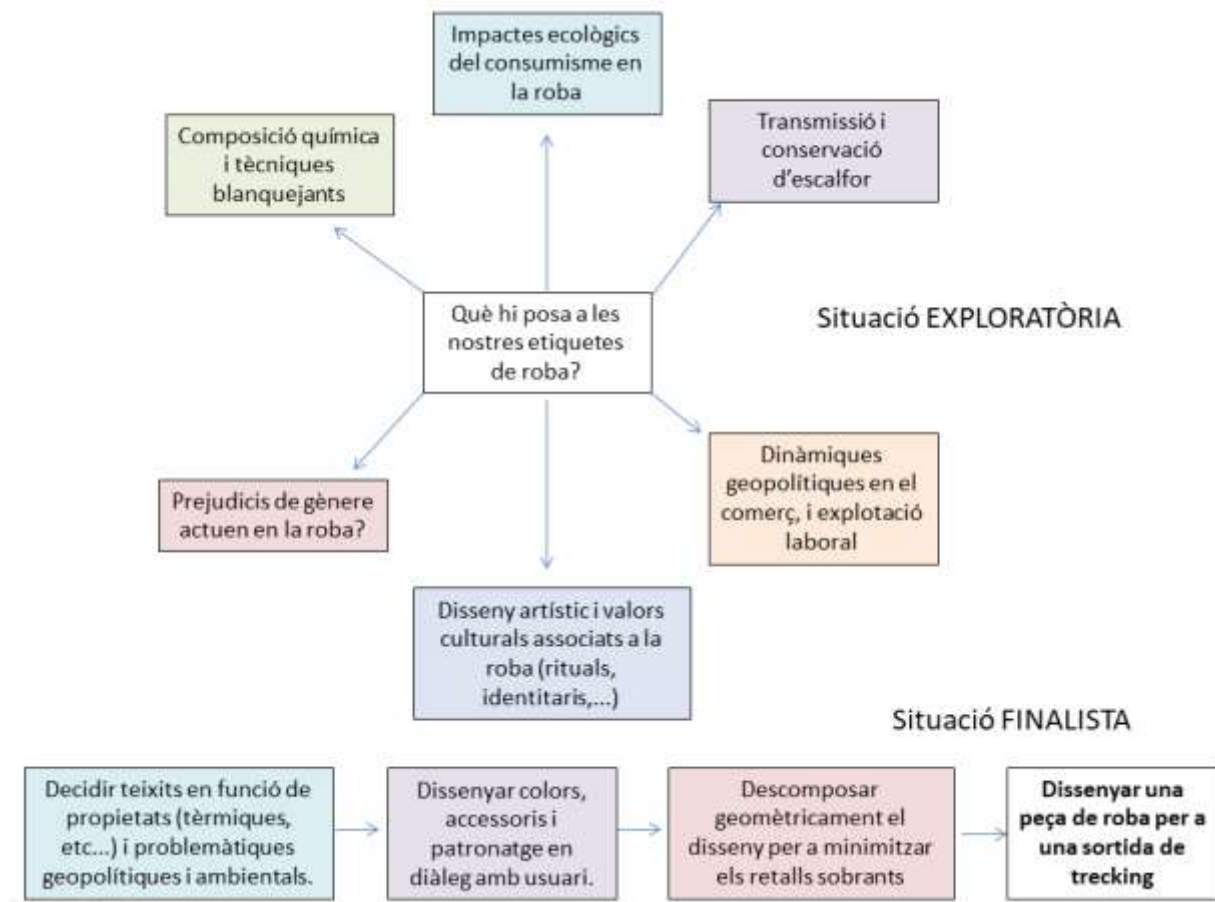 Impactes ecològics
del consumisme en
la roba
Composició química
i tècniques
blanquejants
Transmissió i
conservació
d'escalfor
Què hi posa a les
nostres etiquetes
de roba?
Situació EXPLORATÒRIA
Prejudicis de gènere
actuen en la roba?
Dinàmiques
geopolítiques en el
comerç, i explotació
laboral
Disseny artístic i valors
culturals associats a la
roba (rituals,
identitaris,...)
Situació FINALISTA
Decidir teixits en funció de
propietats (tèrmiques,
etc...) i problemàtiques
geopolítiques i ambientals.
Dissenyar colors,
accessoris i
patronatge en
diàleg amb usuari.
Descomposar
geomètricament el
disseny per a minimitzar
els retalls sobrants
Dissenyar una
peça de roba per a
una sortida de
trecking